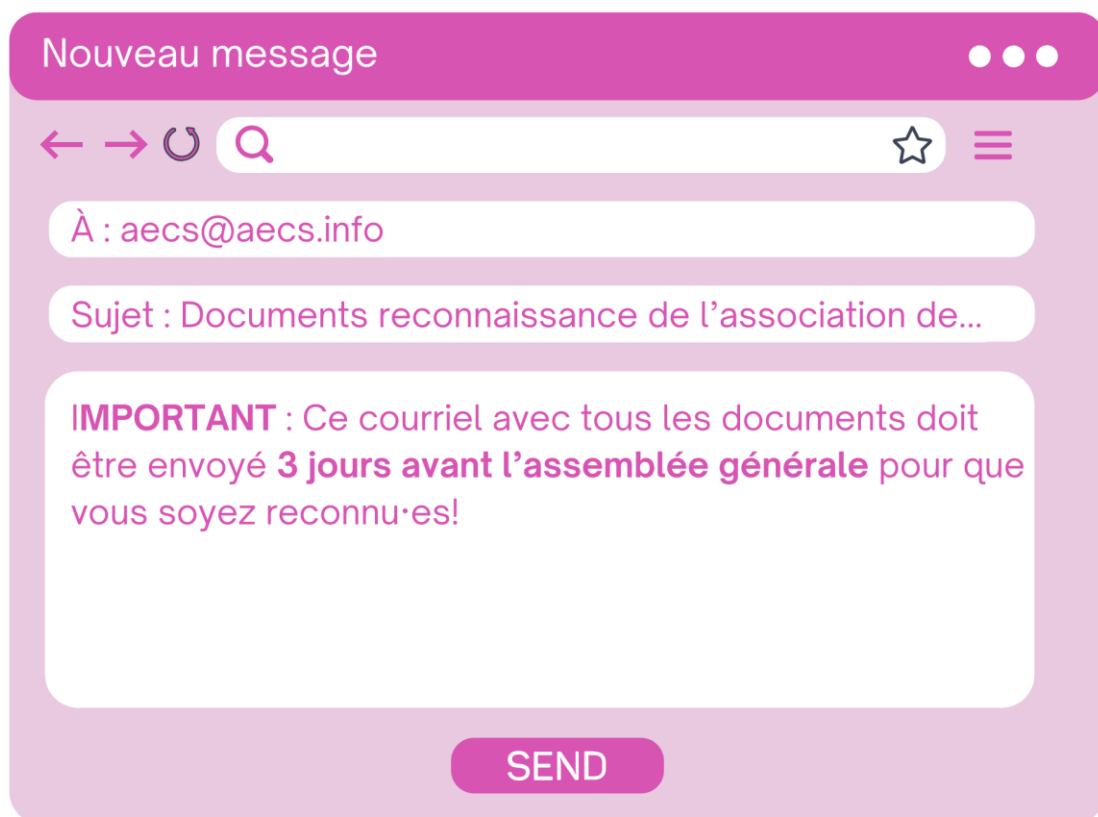 Nouveau message
À : aecs@aecs.info
Sujet : Documents reconnaissance de l’association de...
IMPORTANT : Ce courriel avec tous les documents doit
être envoyé 3 jours avant l’assemblée générale pour que
vous soyez reconnu·es!
SEND